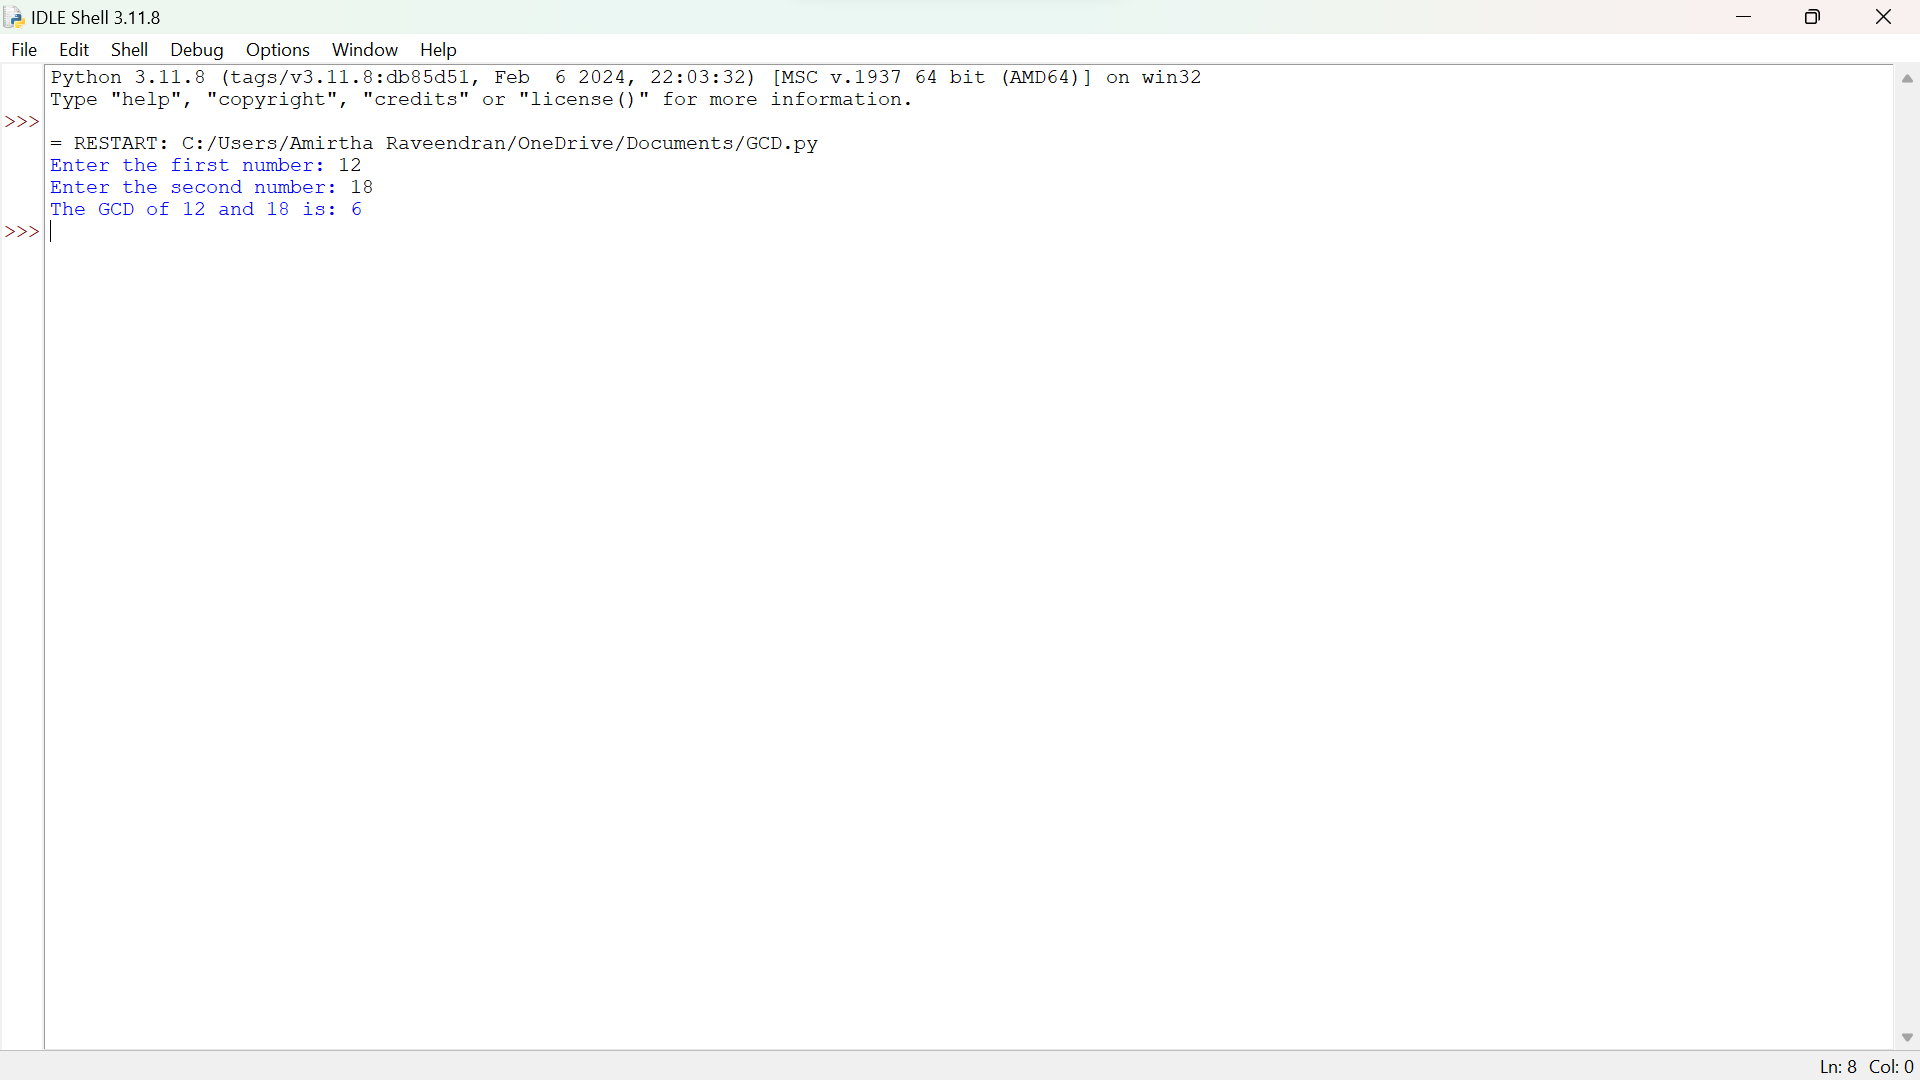 IDLE Shell 3.11.8
File Edit Shell Debug Options Window Help
Python 3.11.8 (tags/v3.11.8:db85d51, Feb  6 2024, 22:03:32) [MSC v.1937 64 bit (AMD64)] on win32
Type "help", "copyright", "credits" or "license()" for more information.
>>>
= RESTART: C:/Users/Amirtha Raveendran/OneDrive/Documents/GCD.py
Enter the first number: 12
Enter the second number: 18
The GCD of 12 and 18 is: 6
>>>
Ln: 8 Col: 0